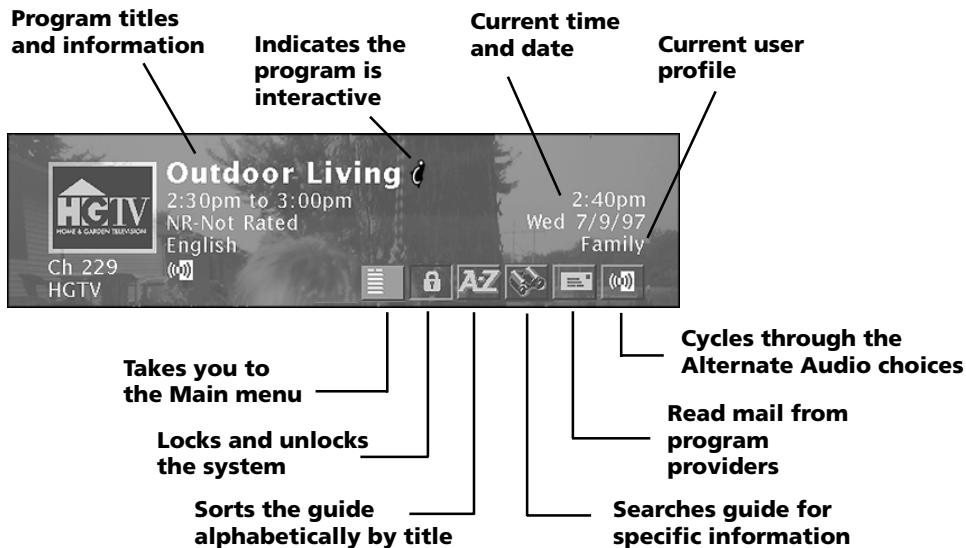 Program titles
and information
Indicates the
program is
interactive
Current time
and date
Current user
profile
HGTV
HOME & GARDEN TELEVISION
Ch 229
HGTV
Outdoor Living
2:30pm to 3:00pm
NR-Not Rated
English
2:40pm
Wed 7/9/97
Family
A-Z
Takes you to
the Main menu
Locks and unlocks
the system
Sorts the guide
alphabetically by title
Cycles through the
Alternate Audio choices
Read mail from
program
providers
Searches guide for
specific information